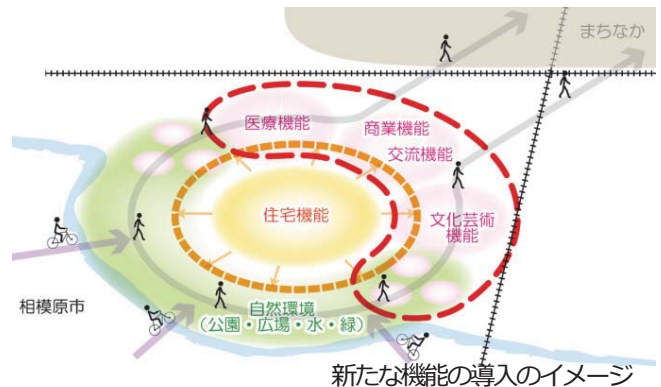 まちなか
医療機能
商業機能
交流機能
住宅機能
文化芸術
機能
相模原市
自然環境
（公園・広場・水・緑）
新たな機能の導入のイメージ